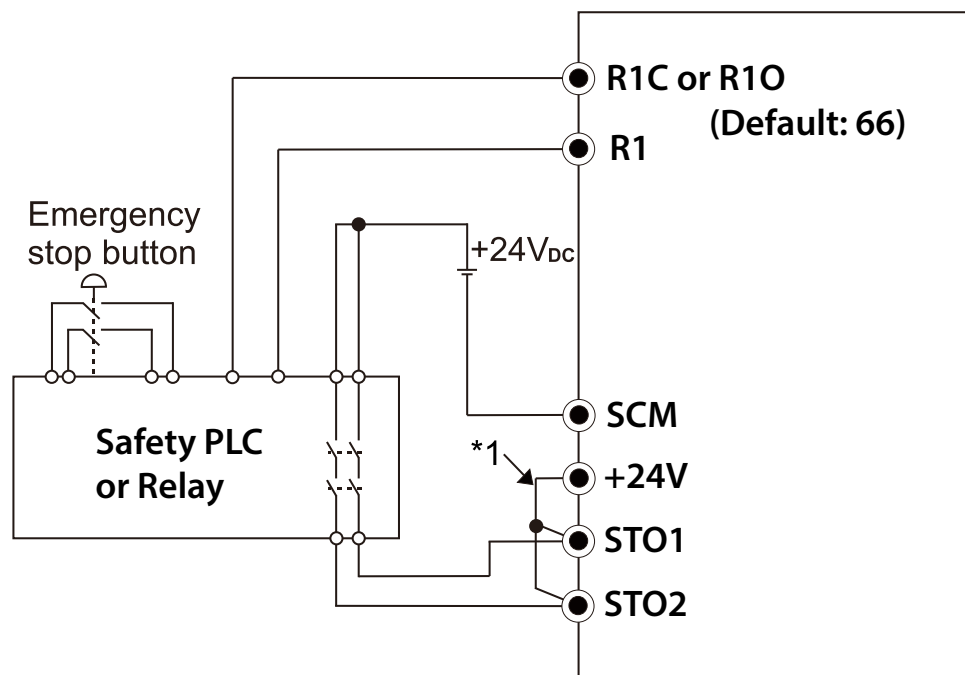 R1C or R1O
(Default: 66)
R1
Emergency
stop button
+24VDC
Safety PLC
or Relay
SCM
*1
+24V
STO1
STO2